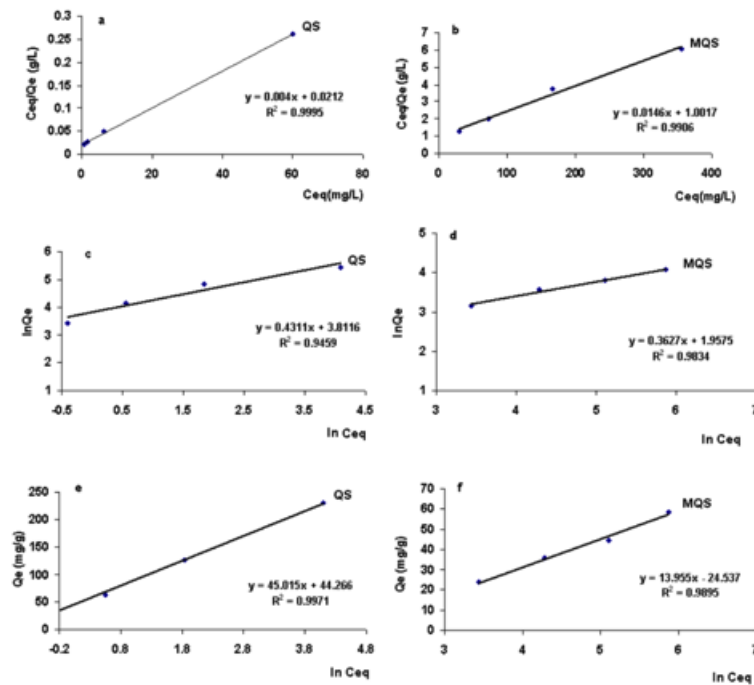 a
QS
0.3
0.25
0.2
0.15
0.1
0.05
0
Ceq/Qe (g/L)
y = 0.004x + 0.0212
R² = 0.9995
0 20 40 60 80
Ceq(mg/L)
b
MQS
7
6
5
4
3
2
1
0
Ceq/Qe (g/L)
y = 0.0146x + 1.0017
R² = 0.9906
0 100 200 300 400
Ceq(mg/L)
c
QS
6
5
4
3
2
1
lnQe
y = 0.4311x + 3.8116
R² = 0.9459
-0.5 0.5 1.5 2.5 3.5 4.5
ln Ceq
d
MQS
5
4
3
2
1
lnQe
y = 0.3627x + 1.9575
R² = 0.9834
3 4 5 6 7
ln Ceq
e
QS
250
200
150
100
50
0
Qe (mg/g)
y = 45.015x + 44.266
R² = 0.9971
-0.2 0.8 1.8 2.8 3.8 4.8
ln Ceq
f
MQS
70
60
50
40
30
20
10
0
Qe (mg/g)
y = 13.955x - 24.537
R² = 0.9895
3 4 5 6 7
ln Ceq